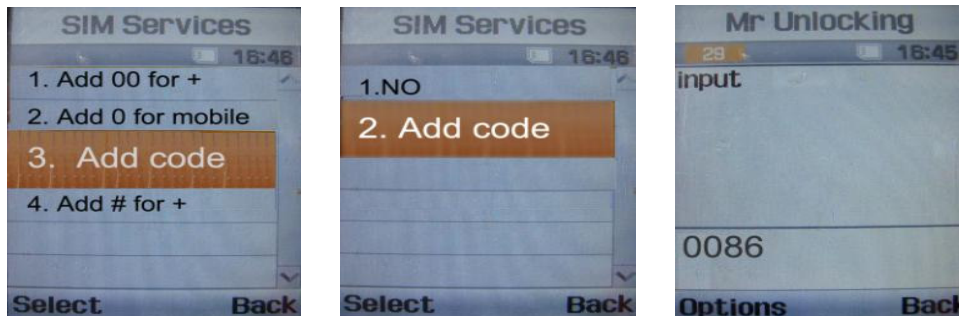 SIM Services
16:46
1. Add 00 for +
2. Add 0 for mobile
3. Add code
4. Add # for +
Select Back
SIM Services
16:46
1.NO
2. Add code
Select Back
Mr Unlocking
29 16:45
input
0086
Options Back